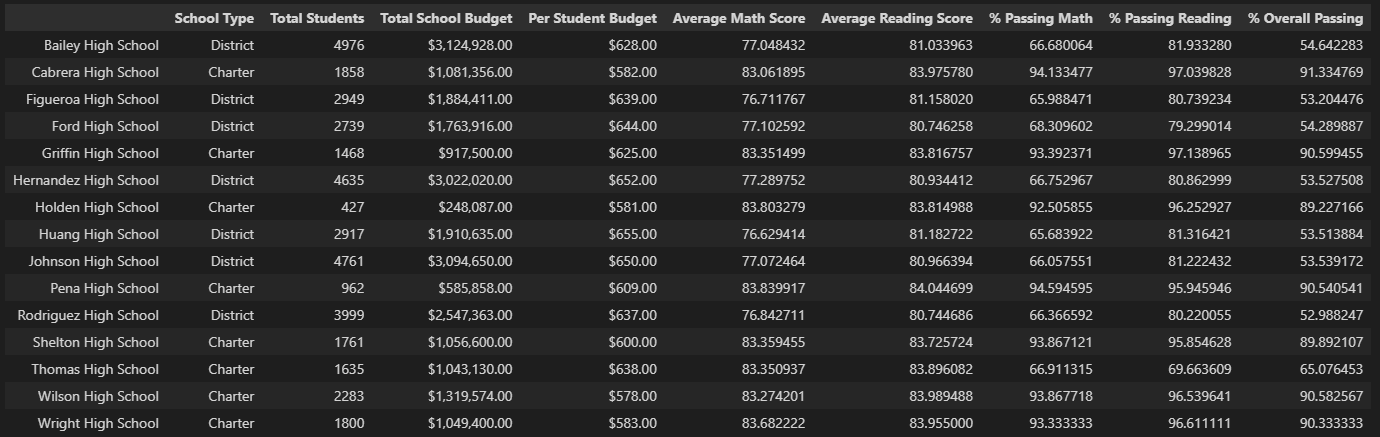 School Type Total Students Total School Budget Per Student Budget Average Math Score Average Reading Score % Passing Math % Passing Reading % Overall Passing
Bailey High School District 4976 $3,124,928.00 $628.00 77.048432 81.033963 66.680064 81.933280 54.642283
Cabrera High School Charter 1858 $1,081,356.00 $582.00 83.061895 83.975780 94.133477 97.039828 91.334769
Figueroa High School District 2949 $1,884,411.00 $639.00 76.711767 81.158020 65.988471 80.739234 53.204476
Ford High School District 2739 $1,763,916.00 $644.00 77.102592 80.746258 68.309602 79.299014 54.289887
Griffin High School Charter 1468 $917,500.00 $625.00 83.351499 83.816757 93.392371 97.138965 90.599455
Hernandez High School District 4635 $3,022,020.00 $652.00 77.289752 80.934412 66.752967 80.862999 53.527508
Holden High School Charter 427 $248,087.00 $581.00 83.803279 83.814988 92.505855 96.252927 89.227166
Huang High School District 2917 $1,910,635.00 $655.00 76.629414 81.182722 65.683922 81.316421 53.513884
Johnson High School District 4761 $3,094,650.00 $650.00 77.072464 80.966394 66.057551 81.222432 53.539172
Pena High School Charter 962 $585,858.00 $609.00 83.839917 84.044699 94.594595 95.945946 90.540541
Rodriguez High School District 3999 $2,547,363.00 $637.00 76.842711 80.744686 66.366592 80.220055 52.988247
Shelton High School Charter 1761 $1,056,600.00 $600.00 83.359455 83.725724 93.867121 95.854628 89.892107
Thomas High School Charter 1635 $1,043,130.00 $638.00 83.350937 83.896082 66.911315 69.663609 65.076453
Wilson High School Charter 2283 $1,319,574.00 $578.00 83.274201 83.989488 93.867718 96.539641 90.582567
Wright High School Charter 1800 $1,049,400.00 $583.00 83.682222 83.955000 93.333333 96.611111 90.333333